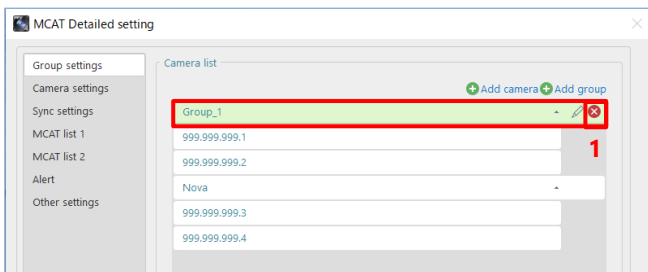 MCAT Detailed setting
Group settings
Camera settings
Sync settings
MCAT list 1
MCAT list 2
Alert
Other settings
Camera list
Add camera Add group
Group_1
1
999.999.999.1
999.999.999.2
Nova
999.999.999.3
999.999.999.4